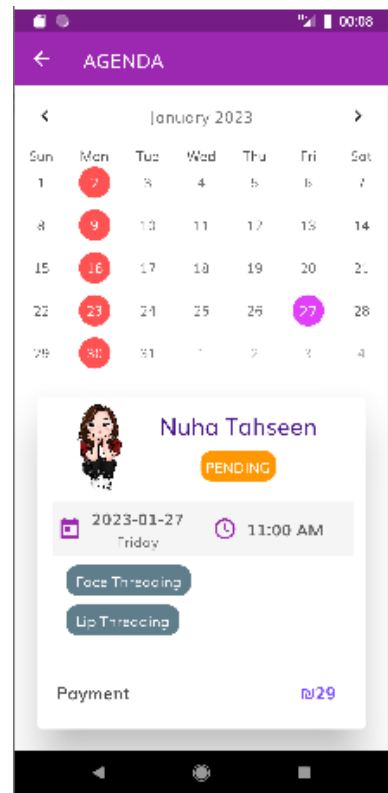 00:08
AGENDA
January 2023
Sun Mon Tue Wed Thu Fri Sat
1 2 3 4 5 6 7
8 9 10 11 12 13 14
15 16 17 18 19 20 21
22 23 24 25 26 27 28
29 30 31 1 2 3 4
Nuha Tahseen
PENDING
2023-01-27
Friday
11:00 AM
Face Threading
Lip Threading
Payment ₪29